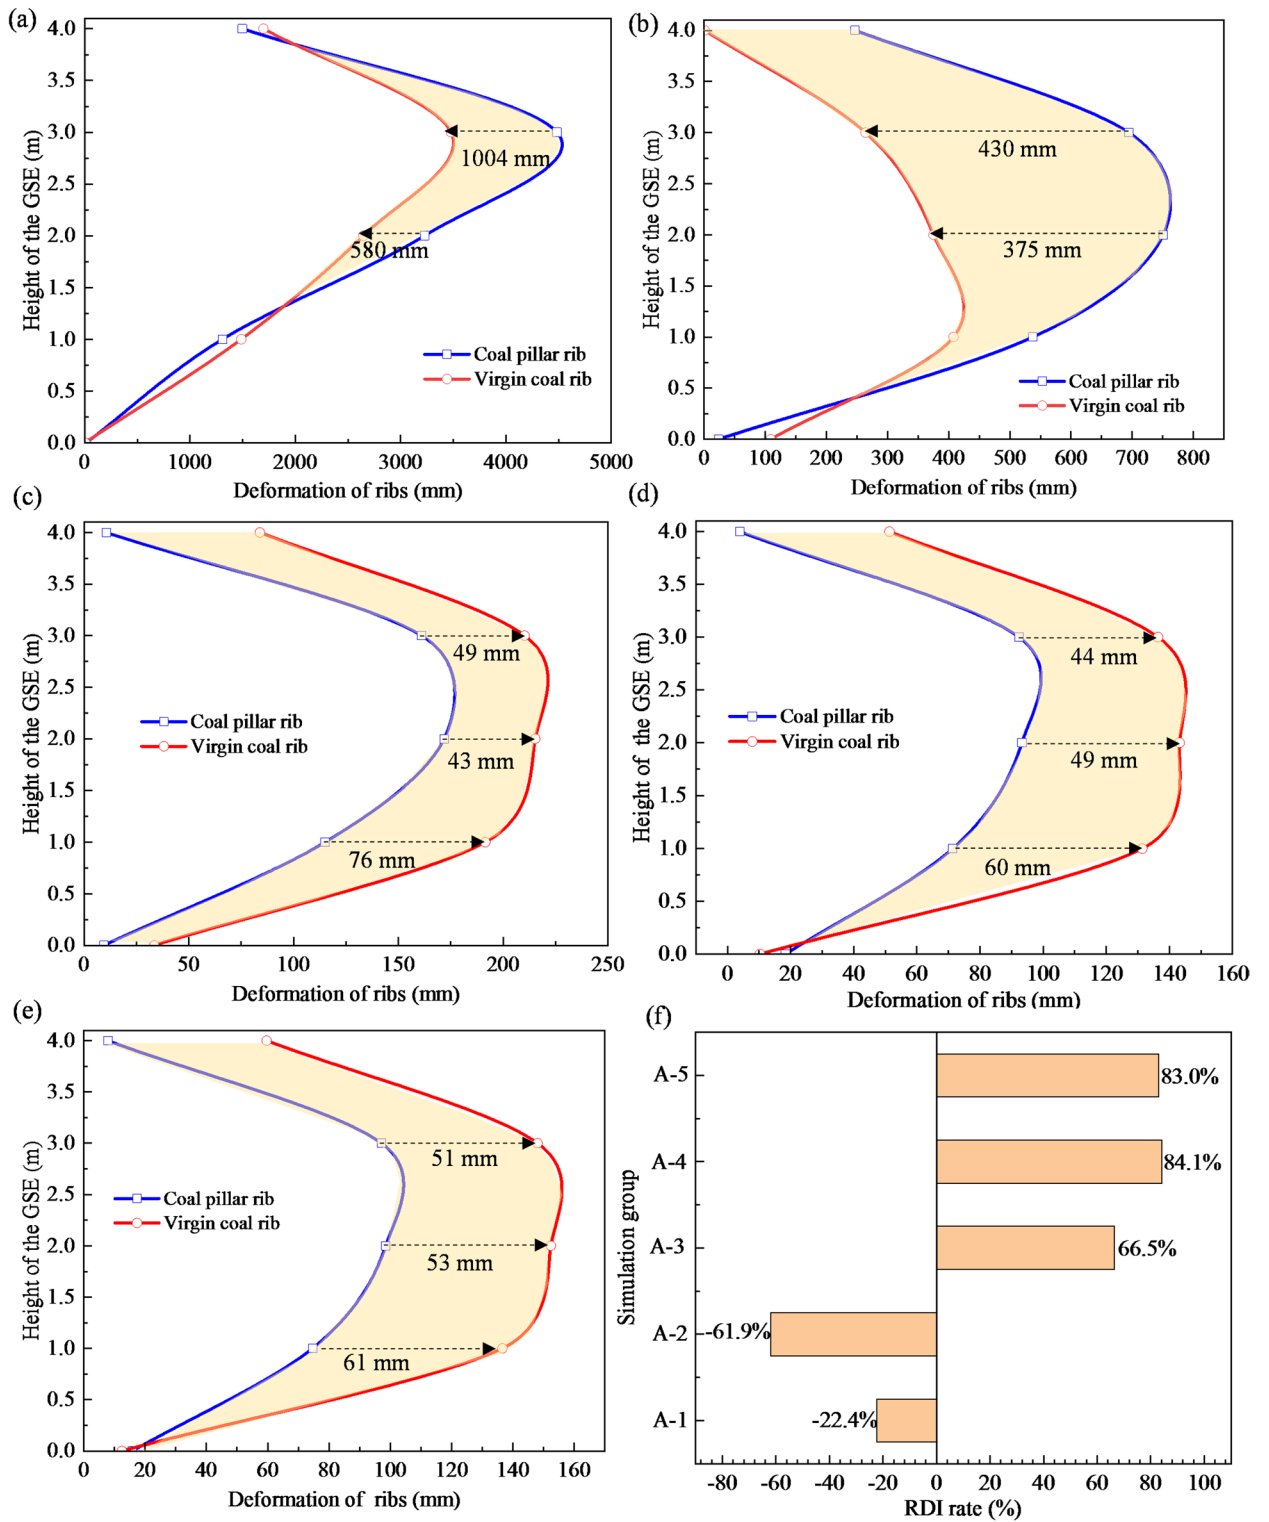 (a)
4.0
3.5
3.0
2.5
2.0
1.5
1.0
0.5
0.0
Height of the GSE (m)
1004 mm
580 mm
Coal pillar rib
Virgin coal rib
0 1000 2000 3000 4000 5000
Deformation of ribs (mm)
(b)
4.0
3.5
3.0
2.5
2.0
1.5
1.0
0.5
0.0
Height of the GSE (m)
430 mm
375 mm
Coal pillar rib
Virgin coal rib
0 100 200 300 400 500 600 700 800
Deformation of ribs (mm)
(c)
4.0
3.5
3.0
2.5
2.0
1.5
1.0
0.5
0.0
Height of the GSE (m)
49 mm
43 mm
76 mm
Coal pillar rib
Virgin coal rib
0 50 100 150 200 250
Deformation of ribs (mm)
(d)
4.0
3.5
3.0
2.5
2.0
1.5
1.0
0.5
0.0
Height of the GSE (m)
44 mm
49 mm
60 mm
Coal pillar rib
Virgin coal rib
0 20 40 60 80 100 120 140 160
Deformation of ribs (mm)
(e)
4.0
3.5
3.0
2.5
2.0
1.5
1.0
0.5
0.0
Height of the GSE (m)
51 mm
53 mm
61 mm
Coal pillar rib
Virgin coal rib
0 20 40 60 80 100 120 140 160
Deformation of ribs (mm)
(f)
Simulation group
A-5 83.0%
A-4 84.1%
A-3 66.5%
A-2 -61.9%
A-1 -22.4%
-80 -60 -40 -20 0 20 40 60 80 100
RDI rate (%)